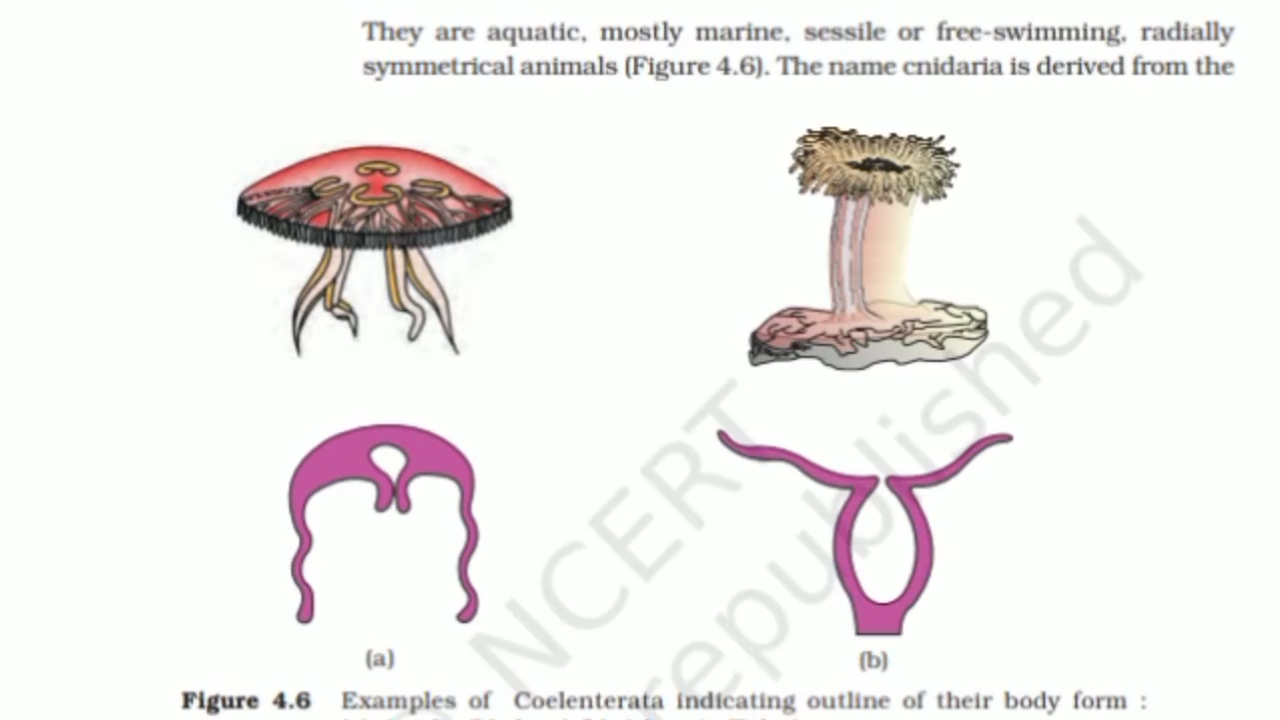 They are aquatic, mostly marine, sessile or free-swimming, radially
symmetrical animals (Figure 4.6). The name cnidaria is derived from the
NCERT
republished
(a) (b)
Figure 4.6 Examples of Coelenterata indicating outline of their body form :